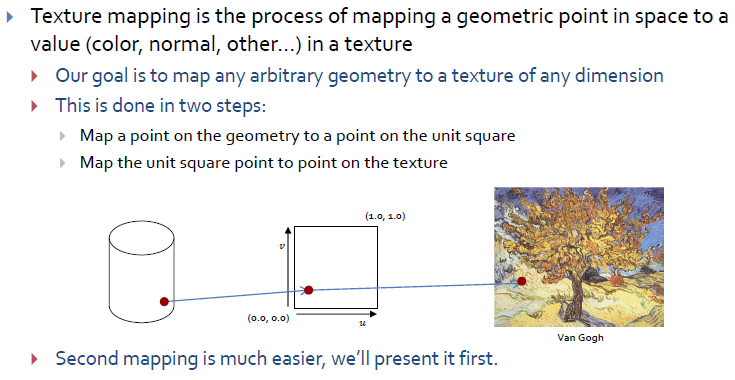 Texture mapping is the process of mapping a geometric point in space to a
value (color, normal, other...) in a texture
Our goal is to map any arbitrary geometry to a texture of any dimension
This is done in two steps:
Map a point on the geometry to a point on the unit square
Map the unit square point to point on the texture
(1.0, 1.0)
v
(0.0, 0.0)
u
Van Gogh
Second mapping is much easier, we'll present it first.